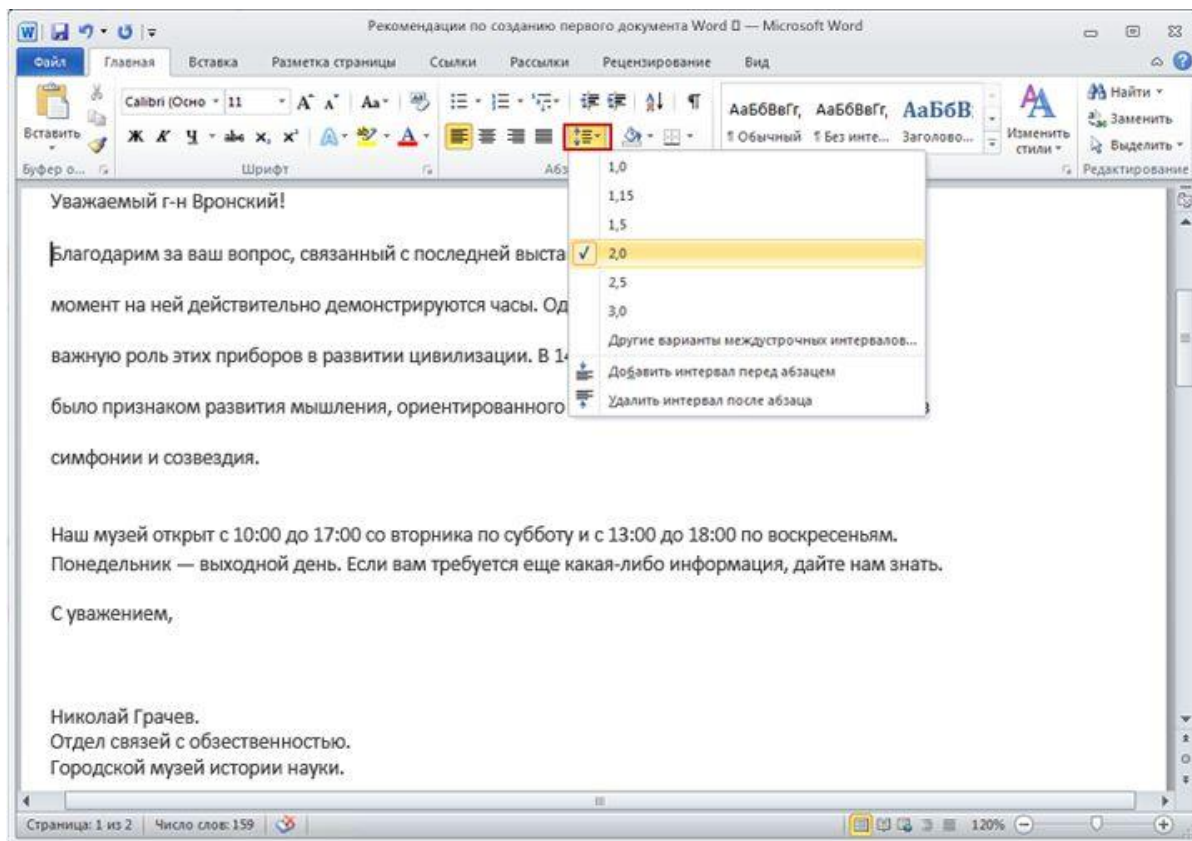 Рекомендации по созданию первого документа Word — Microsoft Word
Файл Главная Вставка Разметка страницы Ссылки Рассылки Рецензирование Вид
Вставить
Calibri (Осно 11
Аа
Ж К Ч abc x, x²
АаБбВвГг, АаБбВвГг, АаБбВ
¶ Обычный ¶ Без инте... Заголово...
Изменить стили
Найти
Заменить
Выделить
Буфер о... Шрифт Абз Редактирование
1,0
1,15
1,5
2,0
2,5
3,0
Другие варианты междустрочных интервалов...
Добавить интервал перед абзацем
Удалить интервал после абзаца
Уважаемый г-н Вронский!
Благодарим за ваш вопрос, связанный с последней выста
момент на ней действительно демонстрируются часы. Од
важную роль этих приборов в развитии цивилизации. В 14
было признаком развития мышления, ориентированного
симфонии и созвездия.
Наш музей открыт с 10:00 до 17:00 со вторника по субботу и с 13:00 до 18:00 по воскресеньям.
Понедельник — выходной день. Если вам требуется еще какая-либо информация, дайте нам знать.
С уважением,
Николай Грачев.
Отдел связей с обзественностью.
Городской музей истории науки.
Страница: 1 из 2 Число слов: 159 120%